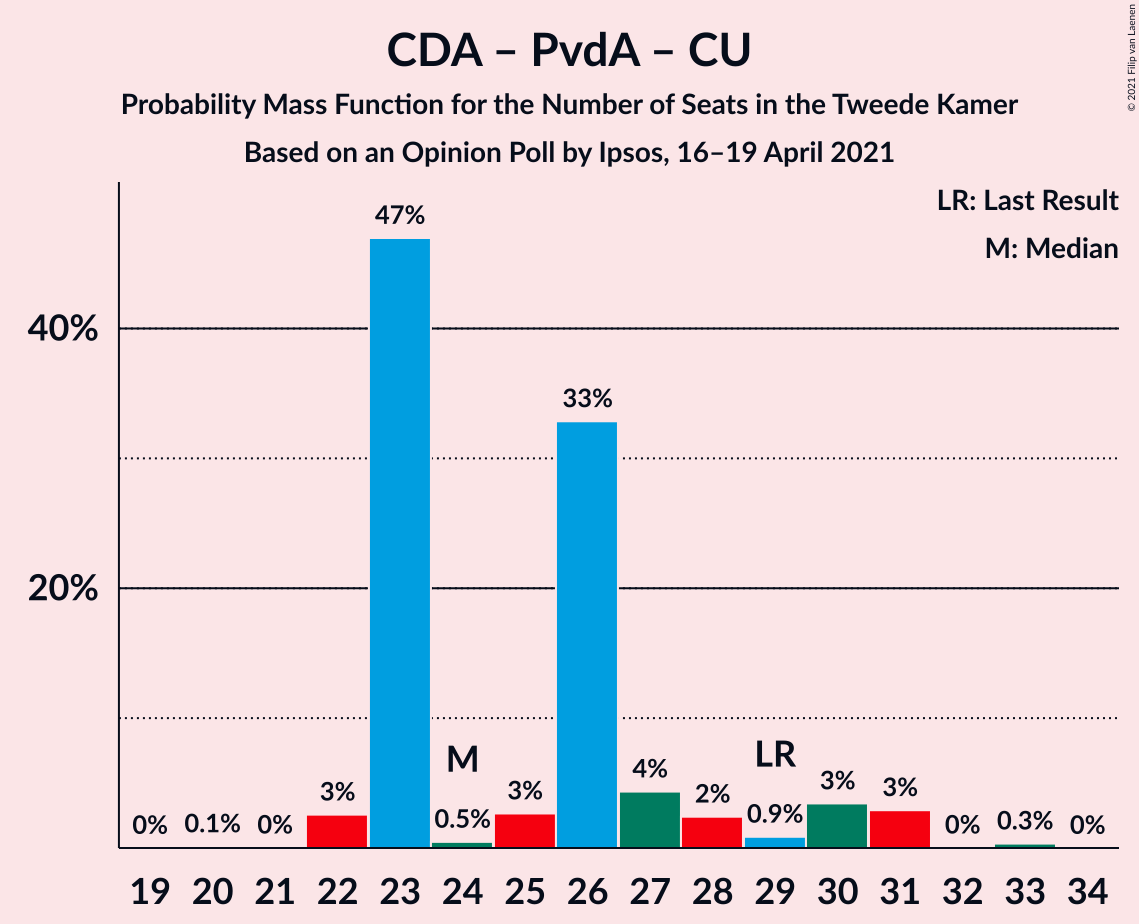 CDA – PvdA – CU
Probability Mass Function for the Number of Seats in the Tweede Kamer
Based on an Opinion Poll by Ipsos, 16–19 April 2021
© 2021 Filip van Laenen
LR: Last Result
M: Median
40%
20%
0%
0.1%
0%
3%
47%
0.5%
M
3%
33%
4%
2%
0.9%
LR
3%
3%
0%
0.3%
0%
19 20 21 22 23 24 25 26 27 28 29 30 31 32 33 34